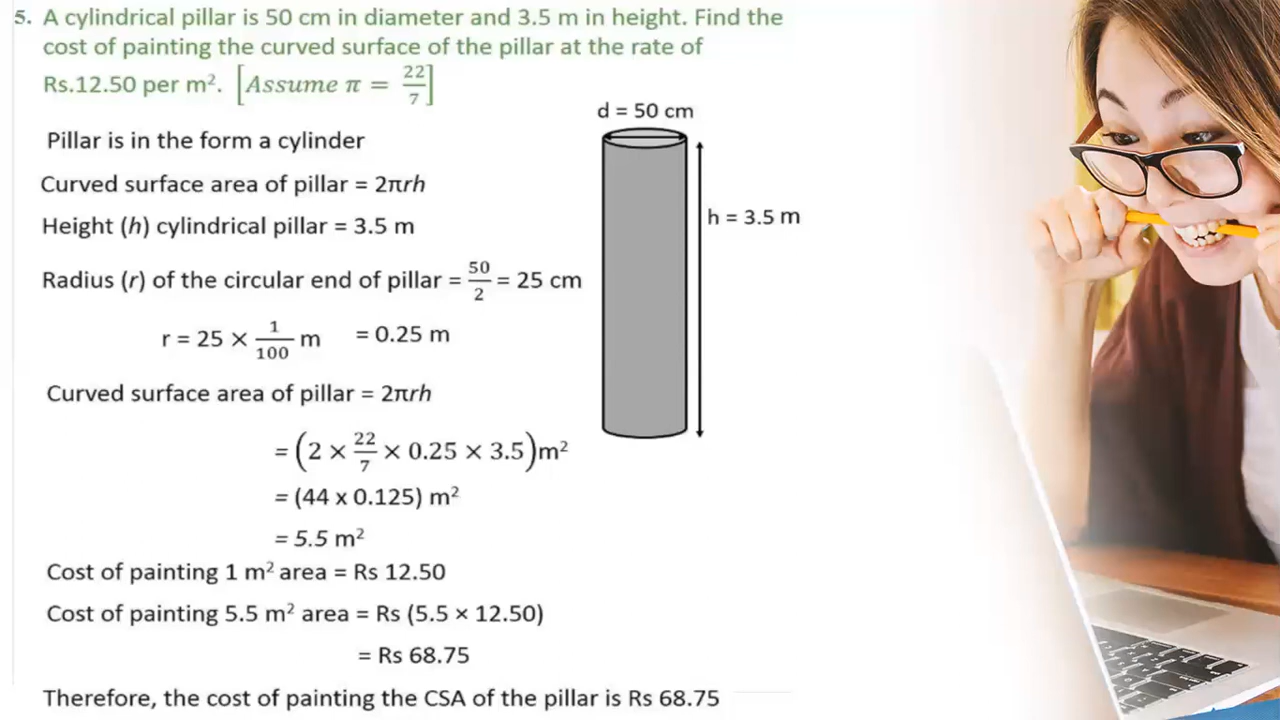 5. A cylindrical pillar is 50 cm in diameter and 3.5 m in height. Find the
cost of painting the curved surface of the pillar at the rate of
Rs.12.50 per m². [Assume π = 22/7]
d = 50 cm
Pillar is in the form a cylinder
Curved surface area of pillar = 2πrh
h = 3.5 m
Height (h) cylindrical pillar = 3.5 m
Radius (r) of the circular end of pillar = 50/2 = 25 cm
r = 25 × 1/100 m = 0.25 m
Curved surface area of pillar = 2πrh
= (2 × 22/7 × 0.25 × 3.5)m²
= (44 x 0.125) m²
= 5.5 m²
Cost of painting 1 m² area = Rs 12.50
Cost of painting 5.5 m² area = Rs (5.5 × 12.50)
= Rs 68.75
Therefore, the cost of painting the CSA of the pillar is Rs 68.75